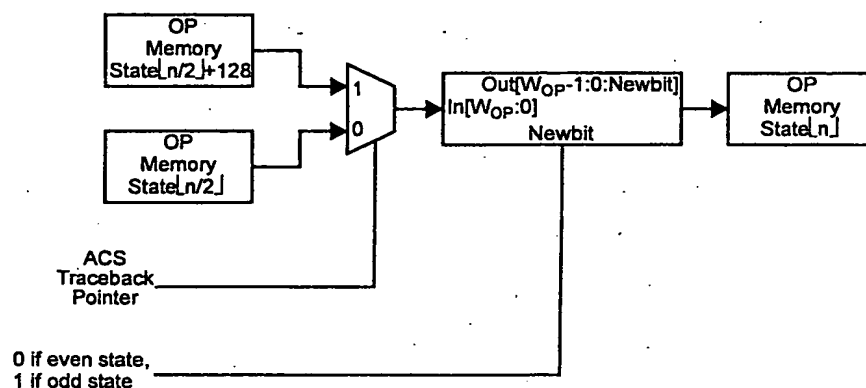 OP
Memory
State⌊n/2⌋+128
OP
Memory
State⌊n/2⌋
1
0
Out[W_OP-1:0:Newbit]
In[W_OP:0]
Newbit
OP
Memory
State⌊n⌋
ACS
Traceback
Pointer
0 if even state,
1 if odd state